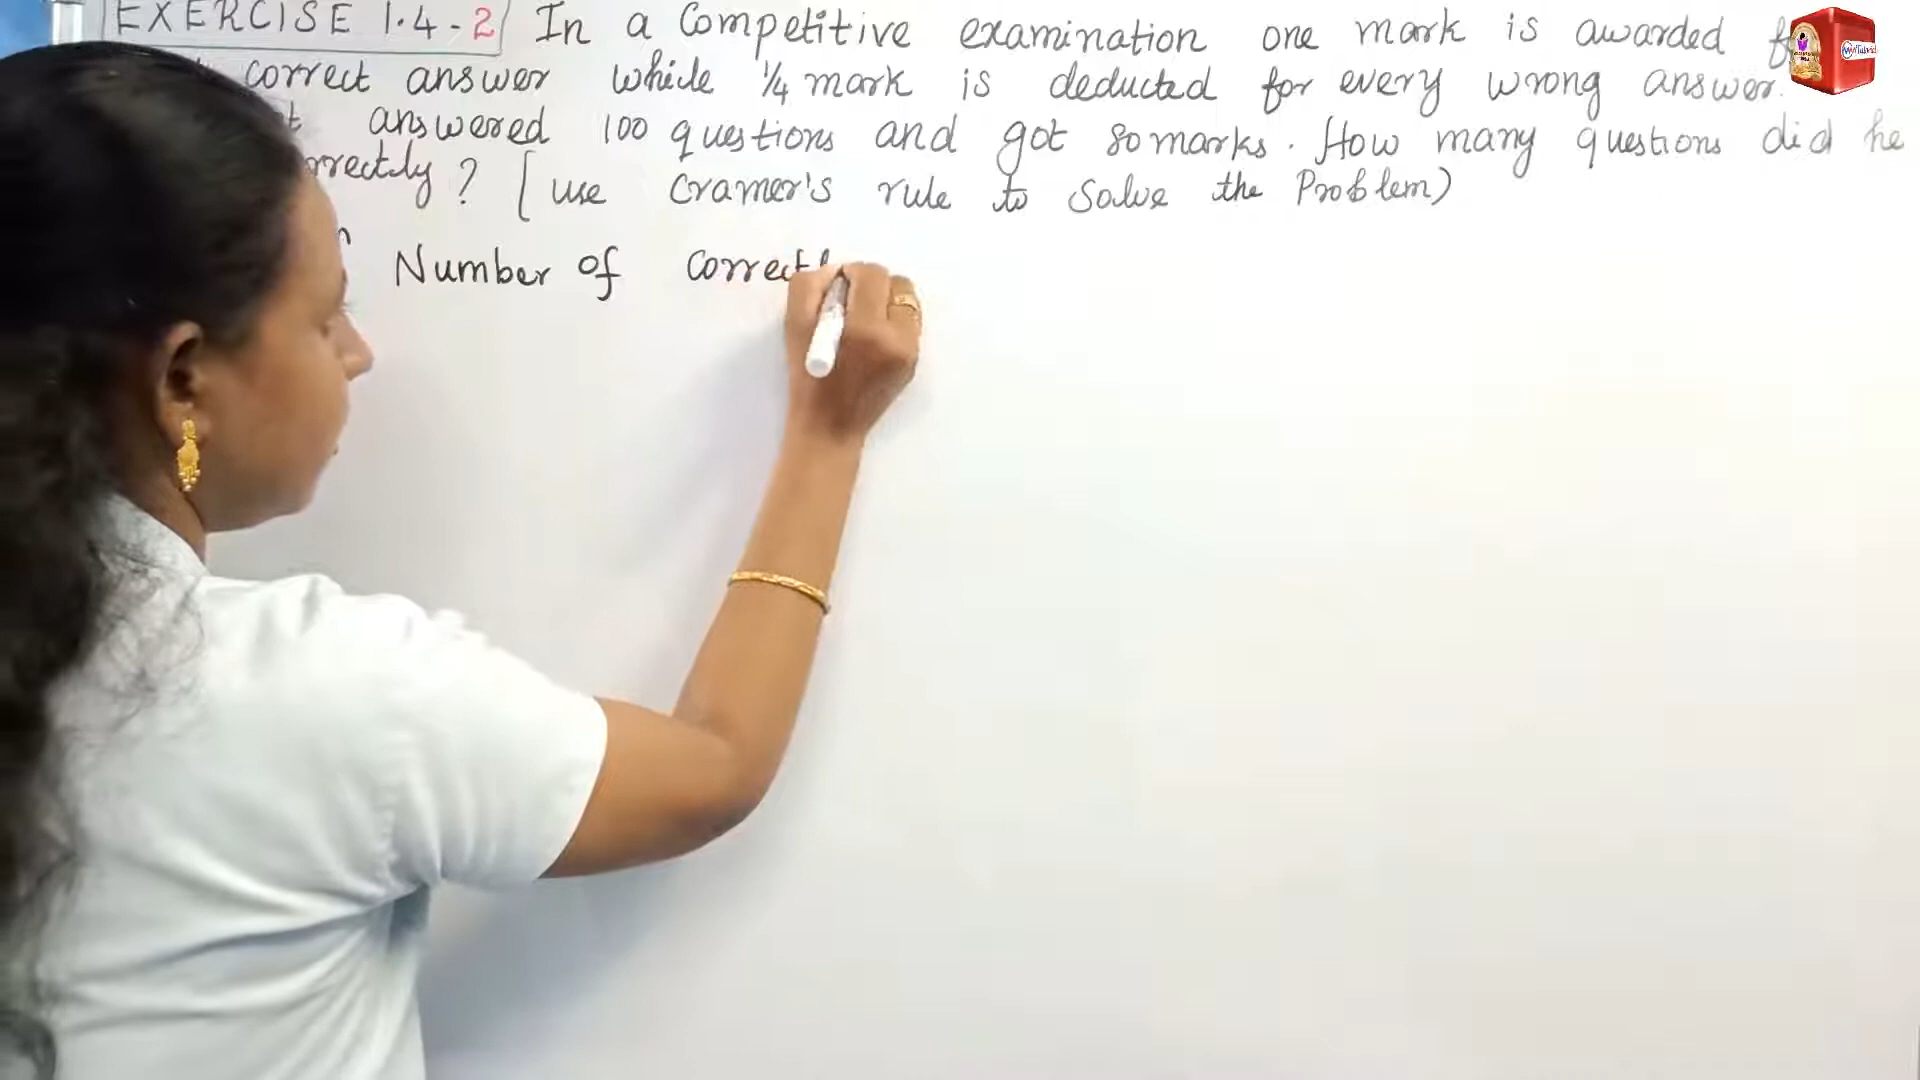 EXERCISE 1.4-2 In a Competitive examination one mark is awarded
correct answer while 1/4 mark is deducted for every wrong answer.
answered 100 questions and got 80 marks. How many questions did he
rrectly? [use Cramer's rule to Solve the Problem)
Number of Correctl